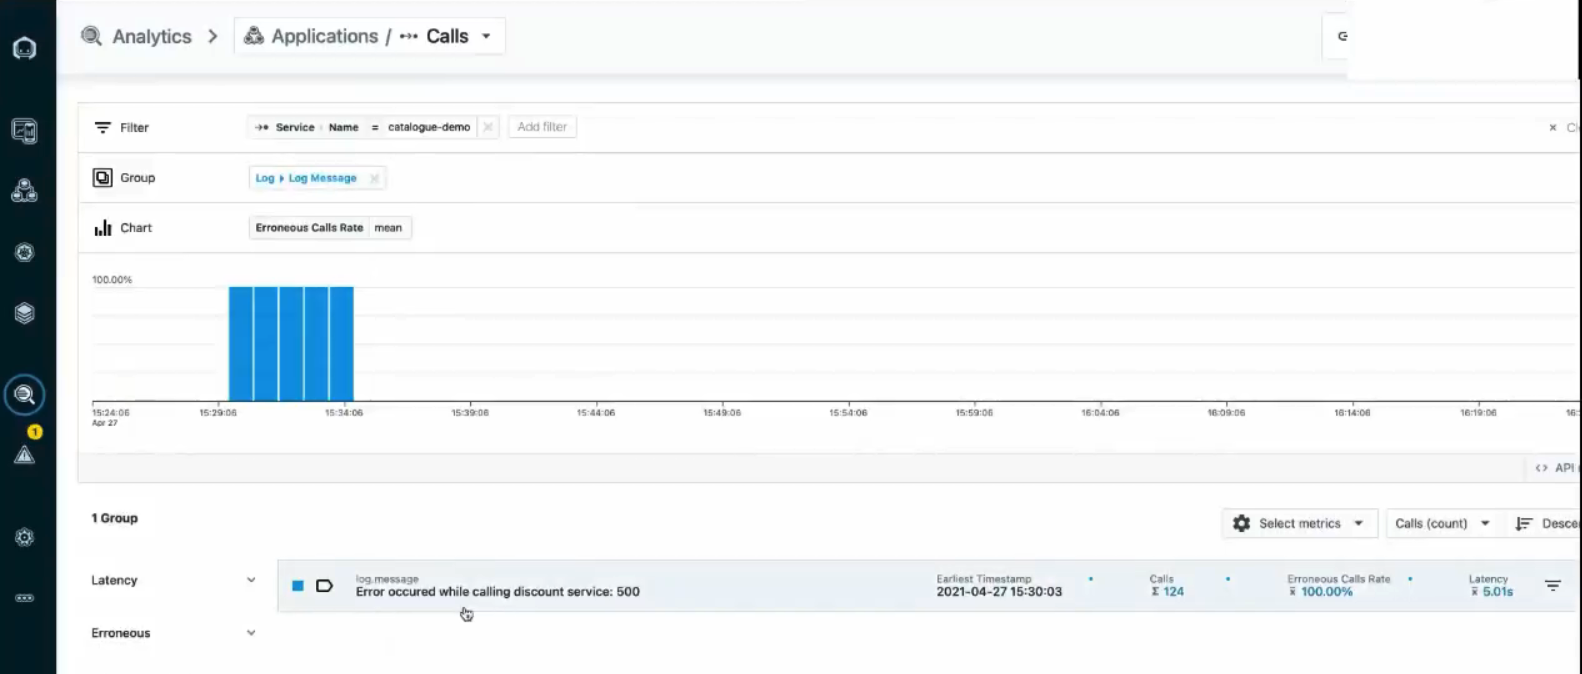 Analytics > Applications / Calls
Filter Service Name = catalogue-demo × Add filter ×
Group Log Log Message ×
Chart Erroneous Calls Rate mean
100.00%
15:24:06 15:29:06 15:34:06 15:39:06 15:44:06 15:49:06 15:54:06 15:59:06 16:04:06 16:09:06 16:14:06 16:19:06
Apr 27
<> API
1
1 Group Select metrics Calls (count)
Latency
log.message Earliest Timestamp Calls Erroneous Calls Rate Latency
Error occured while calling discount service: 500 2021-04-27 15:30:03 Σ 124 x̄ 100.00% x̄ 5.01s
Erroneous